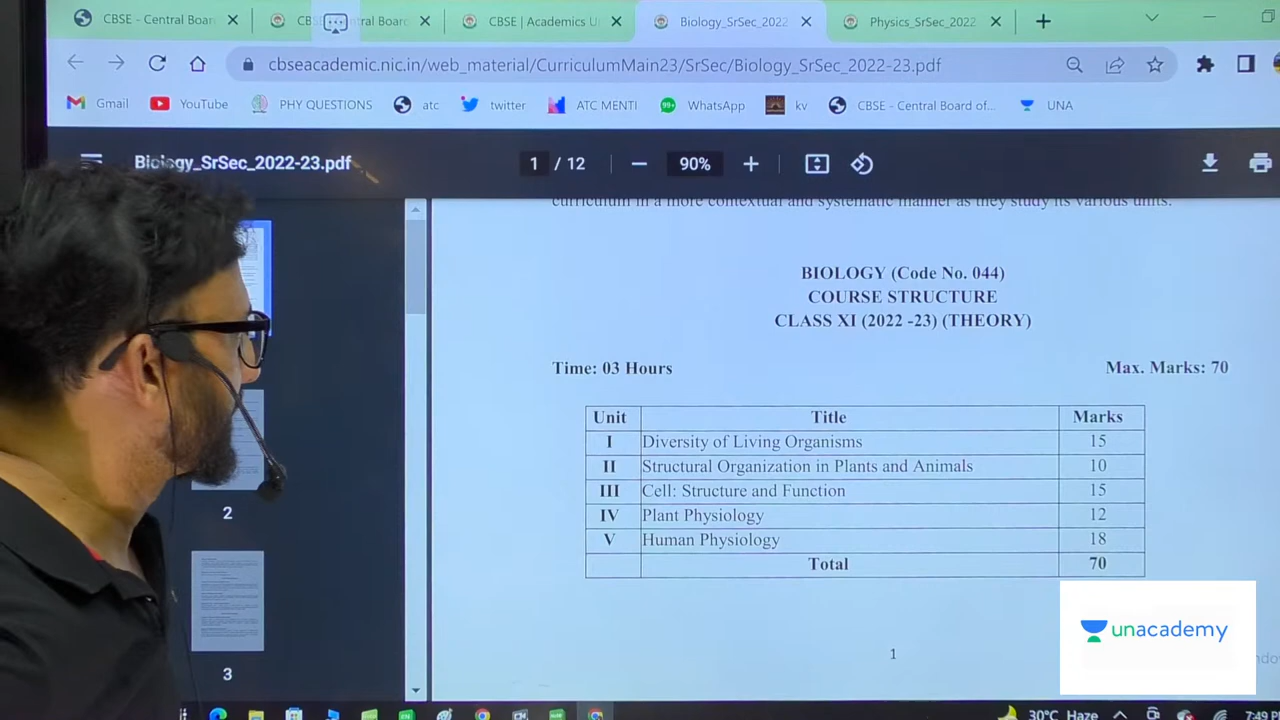 CBSE - Central Boar
CBS
tral Boarc
CBSE | Academics U
Biology_SrSec_2022
Physics_SrSec_2022
cbseacademic.nic.in/web_material/CurriculumMain23/SrSec/Biology_SrSec_2022-23.pdf
Gmail YouTube PHY QUESTIONS atc twitter ATC MENTI 99+ WhatsApp kv CBSE - Central Board of... UNA
Biology_SrSec_2022-23.pdf 1 / 12 90%
curriculum in a more contextual and systematic manner as they study its various units.
BIOLOGY (Code No. 044)
COURSE STRUCTURE
CLASS XI (2022 -23) (THEORY)
Time: 03 Hours Max. Marks: 70
Unit Title Marks
I Diversity of Living Organisms 15
II Structural Organization in Plants and Animals 10
III Cell: Structure and Function 15
IV Plant Physiology 12
V Human Physiology 18
Total 70
2
3
1
unacademy
30°C Haze 7:49 P